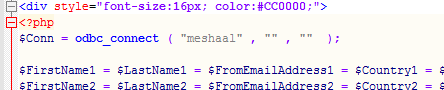 <div style="font-size:16px; color:#CC0000;">
<?php
$Conn = odbc_connect ( "meshaal" , "" , "" );
$FirstName1 = $LastName1 = $FromEmailAddress1 = $Country1 = $
$FirstName2 = $LastName2 = $FromEmailAddress2 = $Country2 = $